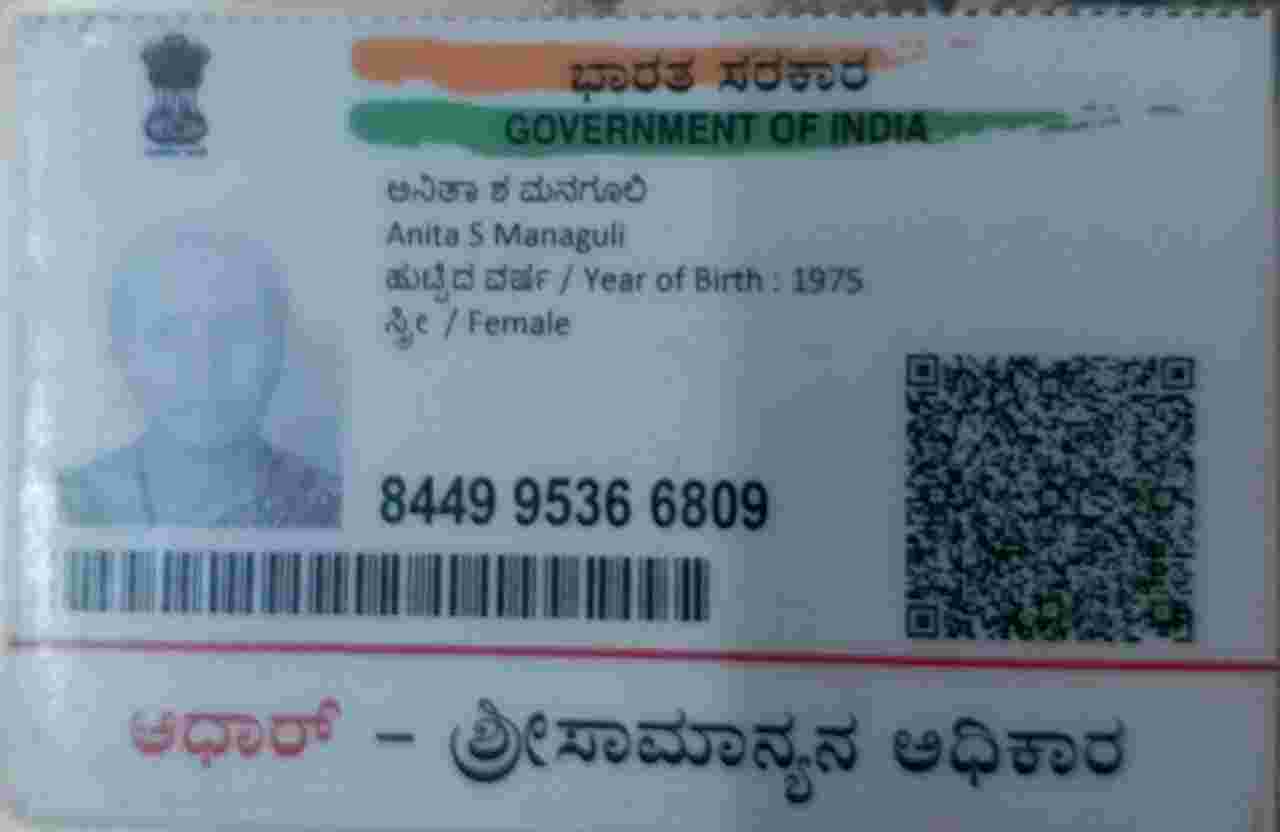 ಭಾರತ ಸರಕಾರ
GOVERNMENT OF INDIA
ಅನಿತಾ ಶ ಮನಗೂಲಿ
Anita S Managuli
ಹುಟ್ಟಿದ ವರ್ಷ / Year of Birth : 1975
ಸ್ತ್ರೀ / Female
8449 9536 6809
ಆಧಾರ್ – ಶ್ರೀಸಾಮಾನ್ಯನ ಅಧಿಕಾರ